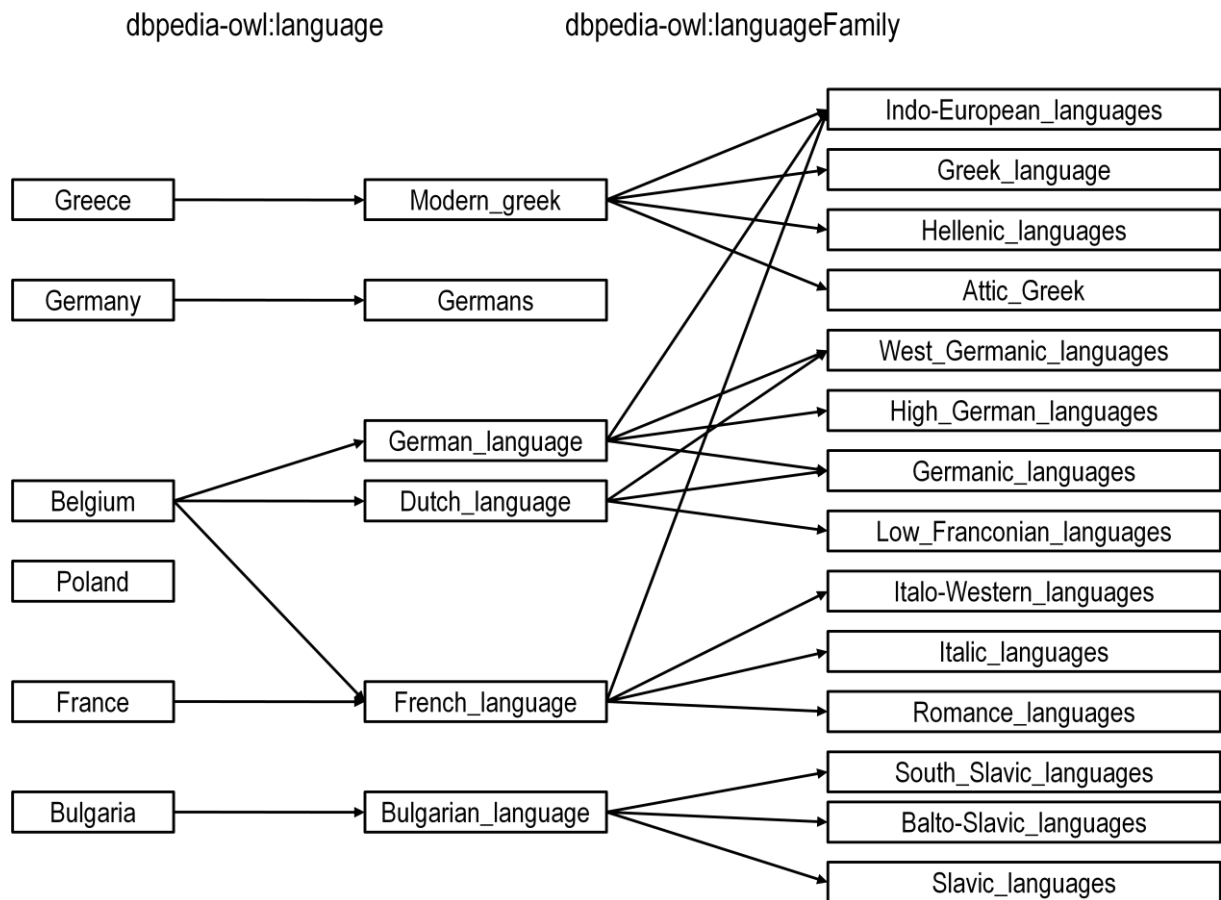 dbpedia-owl:language
dbpedia-owl:languageFamily
Greece
Germany
Belgium
Poland
France
Bulgaria
Modern_greek
Germans
German_language
Dutch_language
French_language
Bulgarian_language
Indo-European_languages
Greek_language
Hellenic_languages
Attic_Greek
West_Germanic_languages
High_German_languages
Germanic_languages
Low_Franconian_languages
Italo-Western_languages
Italic_languages
Romance_languages
South_Slavic_languages
Balto-Slavic_languages
Slavic_languages